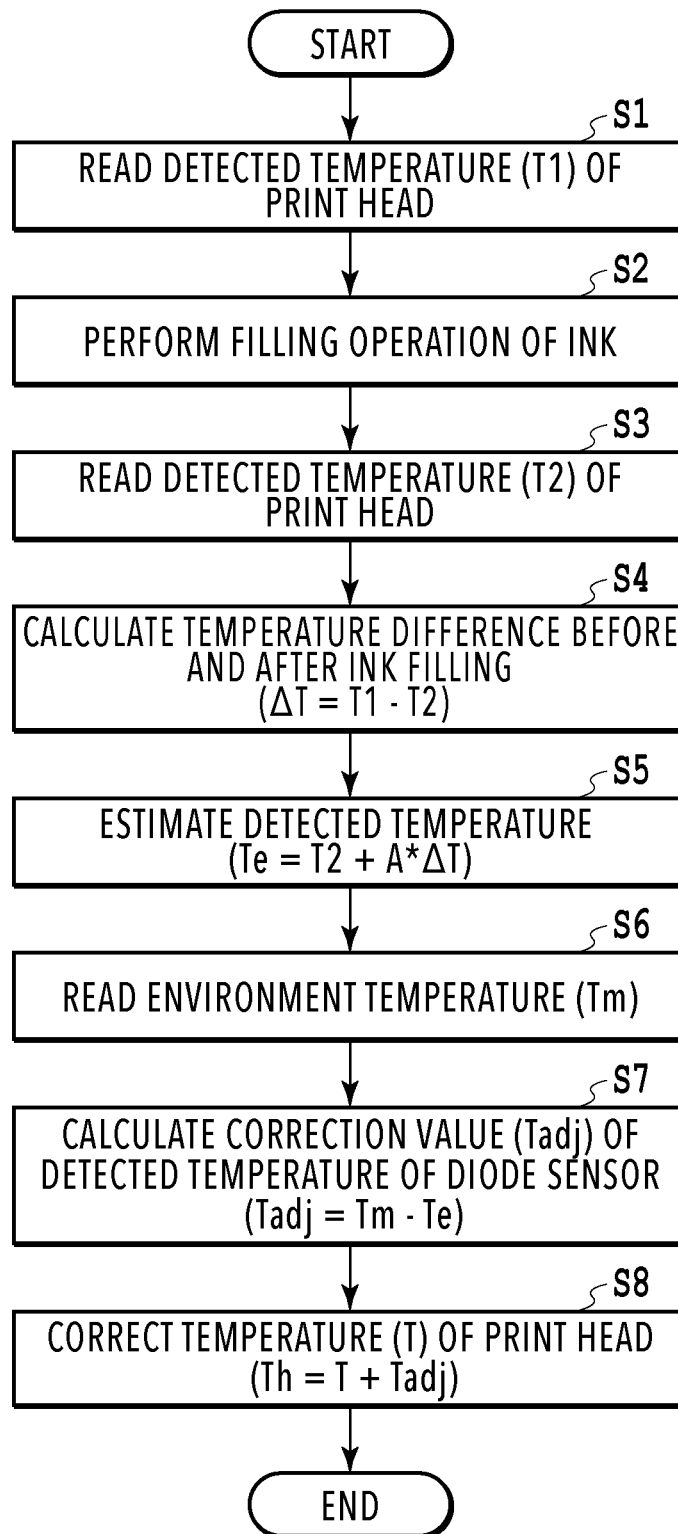 START
S1
READ DETECTED TEMPERATURE (T1) OF
PRINT HEAD
S2
PERFORM FILLING OPERATION OF INK
S3
READ DETECTED TEMPERATURE (T2) OF
PRINT HEAD
S4
CALCULATE TEMPERATURE DIFFERENCE BEFORE
AND AFTER INK FILLING
(ΔT = T1 - T2)
S5
ESTIMATE DETECTED TEMPERATURE
(Te = T2 + A*ΔT)
S6
READ ENVIRONMENT TEMPERATURE (Tm)
S7
CALCULATE CORRECTION VALUE (Tadj) OF
DETECTED TEMPERATURE OF DIODE SENSOR
(Tadj = Tm - Te)
S8
CORRECT TEMPERATURE (T) OF PRINT HEAD
(Th = T + Tadj)
END